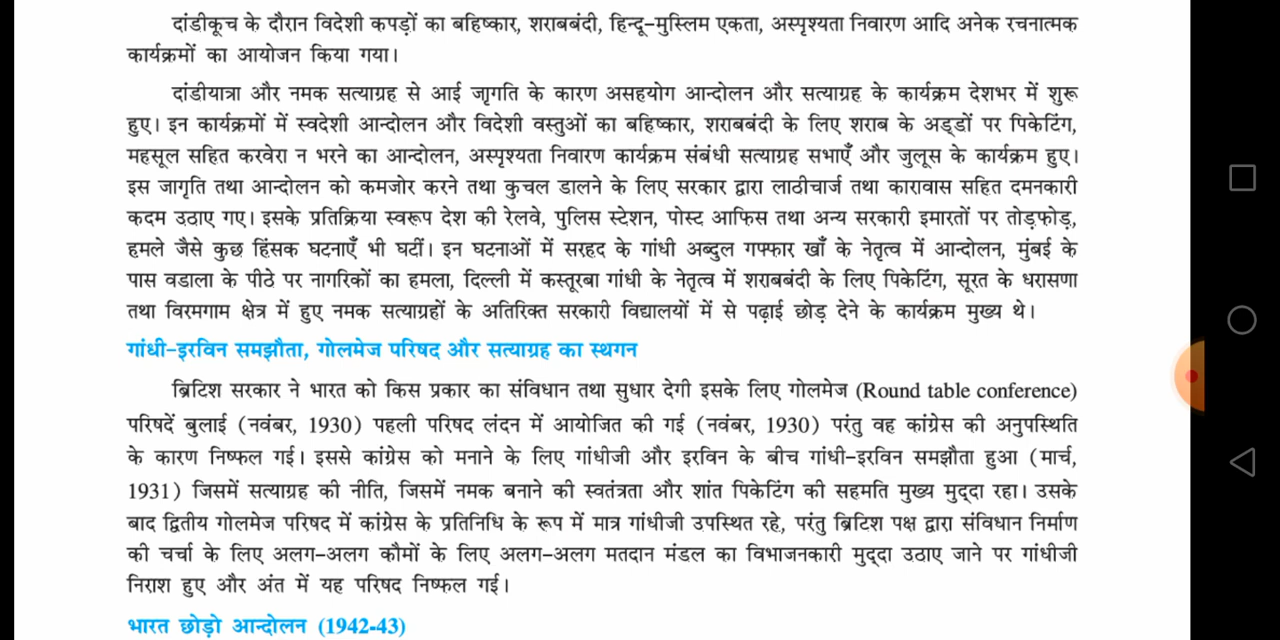 दांडीकूच के दौरान विदेशी कपड़ों का बहिष्कार, शराबबंदी, हिन्दू-मुस्लिम एकता, अस्पृश्यता निवारण आदि अनेक रचनात्मक
कार्यक्रमों का आयोजन किया गया।
दांडीयात्रा और नमक सत्याग्रह से आई जाृगति के कारण असहयोग आन्दोलन और सत्याग्रह के कार्यक्रम देशभर में शुरू
हुए। इन कार्यक्रमों में स्वदेशी आन्दोलन और विदेशी वस्तुओं का बहिष्कार, शराबबंदी के लिए शराब के अड्डों पर पिकेटिंग,
महसूल सहित करवेरा न भरने का आन्दोलन, अस्पृश्यता निवारण कार्यक्रम संबंधी सत्याग्रह सभाएँ और जुलूस के कार्यक्रम हुए।
इस जागृति तथा आन्दोलन को कमजोर करने तथा कुचल डालने के लिए सरकार द्वारा लाठीचार्ज तथा कारावास सहित दमनकारी
कदम उठाए गए। इसके प्रतिक्रिया स्वरूप देश की रेलवे, पुलिस स्टेशन, पोस्ट आफिस तथा अन्य सरकारी इमारतों पर तोड़फोड़,
हमले जैसे कुछ हिंसक घटनाएँ भी घटीं। इन घटनाओं में सरहद के गांधी अब्दुल गफ्फार खाँ के नेतृत्व में आन्दोलन, मुंबई के
पास वडाला के पीठे पर नागरिकों का हमला, दिल्ली में कस्तूरबा गांधी के नेतृत्व में शराबबंदी के लिए पिकेटिंग, सूरत के धरासणा
तथा विरमगाम क्षेत्र में हुए नमक सत्याग्रहों के अतिरिक्त सरकारी विद्यालयों में से पढ़ाई छोड़ देने के कार्यक्रम मुख्य थे।
गांधी-इरविन समझौता, गोलमेज परिषद और सत्याग्रह का स्थगन
ब्रिटिश सरकार ने भारत को किस प्रकार का संविधान तथा सुधार देगी इसके लिए गोलमेज (Round table conference)
परिषदें बुलाई (नवंबर, 1930) पहली परिषद लंदन में आयोजित की गई (नवंबर, 1930) परंतु वह कांग्रेस की अनुपस्थिति
के कारण निष्फल गई। इससे कांग्रेस को मनाने के लिए गांधीजी और इरविन के बीच गांधी-इरविन समझौता हुआ (मार्च,
1931) जिसमें सत्याग्रह की नीति, जिसमें नमक बनाने की स्वतंत्रता और शांत पिकेटिंग की सहमति मुख्य मुद्दा रहा। उसके
बाद द्वितीय गोलमेज परिषद में कांग्रेस के प्रतिनिधि के रूप में मात्र गांधीजी उपस्थित रहे, परंतु ब्रिटिश पक्ष द्वारा संविधान निर्माण
की चर्चा के लिए अलग-अलग कौमों के लिए अलग-अलग मतदान मंडल का विभाजनकारी मुद्दा उठाए जाने पर गांधीजी
निराश हुए और अंत में यह परिषद निष्फल गई।
भारत छोड़ो आन्दोलन (1942-43)